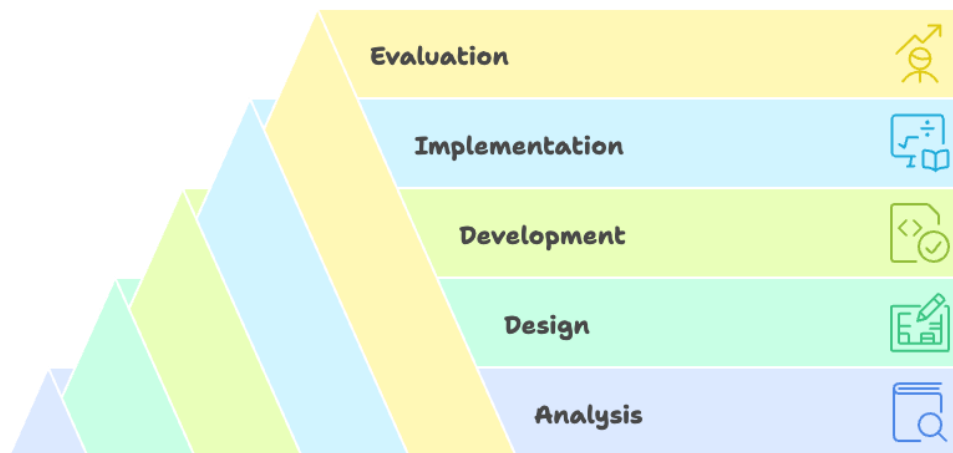 Evaluation
Implementation
Development
Design
Analysis